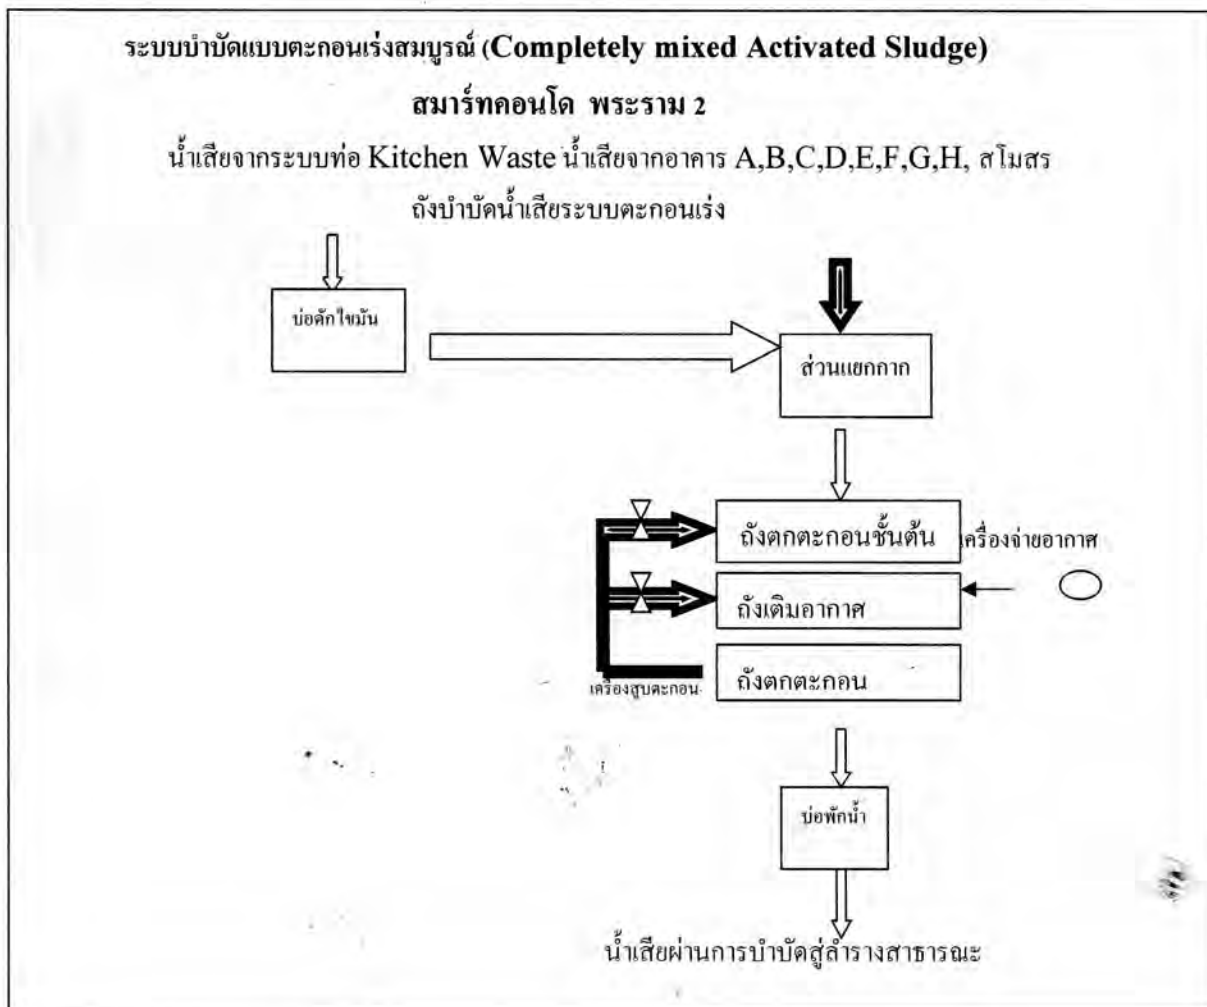 ระบบบำบัดแบบตะกอนเร่งสมบูรณ์ (Completely mixed Activated Sludge)
สมาร์ทคอนโด พระราม 2
น้ำเสียจากระบบท่อ Kitchen Waste น้ำเสียจากอาคาร A,B,C,D,E,F,G,H, สโมสร
ถังบำบัดน้ำเสียระบบตะกอนเร่ง
บ่อดักไขมัน
ส่วนแยกกาก
ถังตกตะกอนชั้นต้น
เครื่องจ่ายอากาศ
ถังเติมอากาศ
ถังตกตะกอน
เครื่องสูบตะกอน
บ่อพักน้ำ
น้ำเสียผ่านการบำบัดสู่ลำรางสาธารณะ